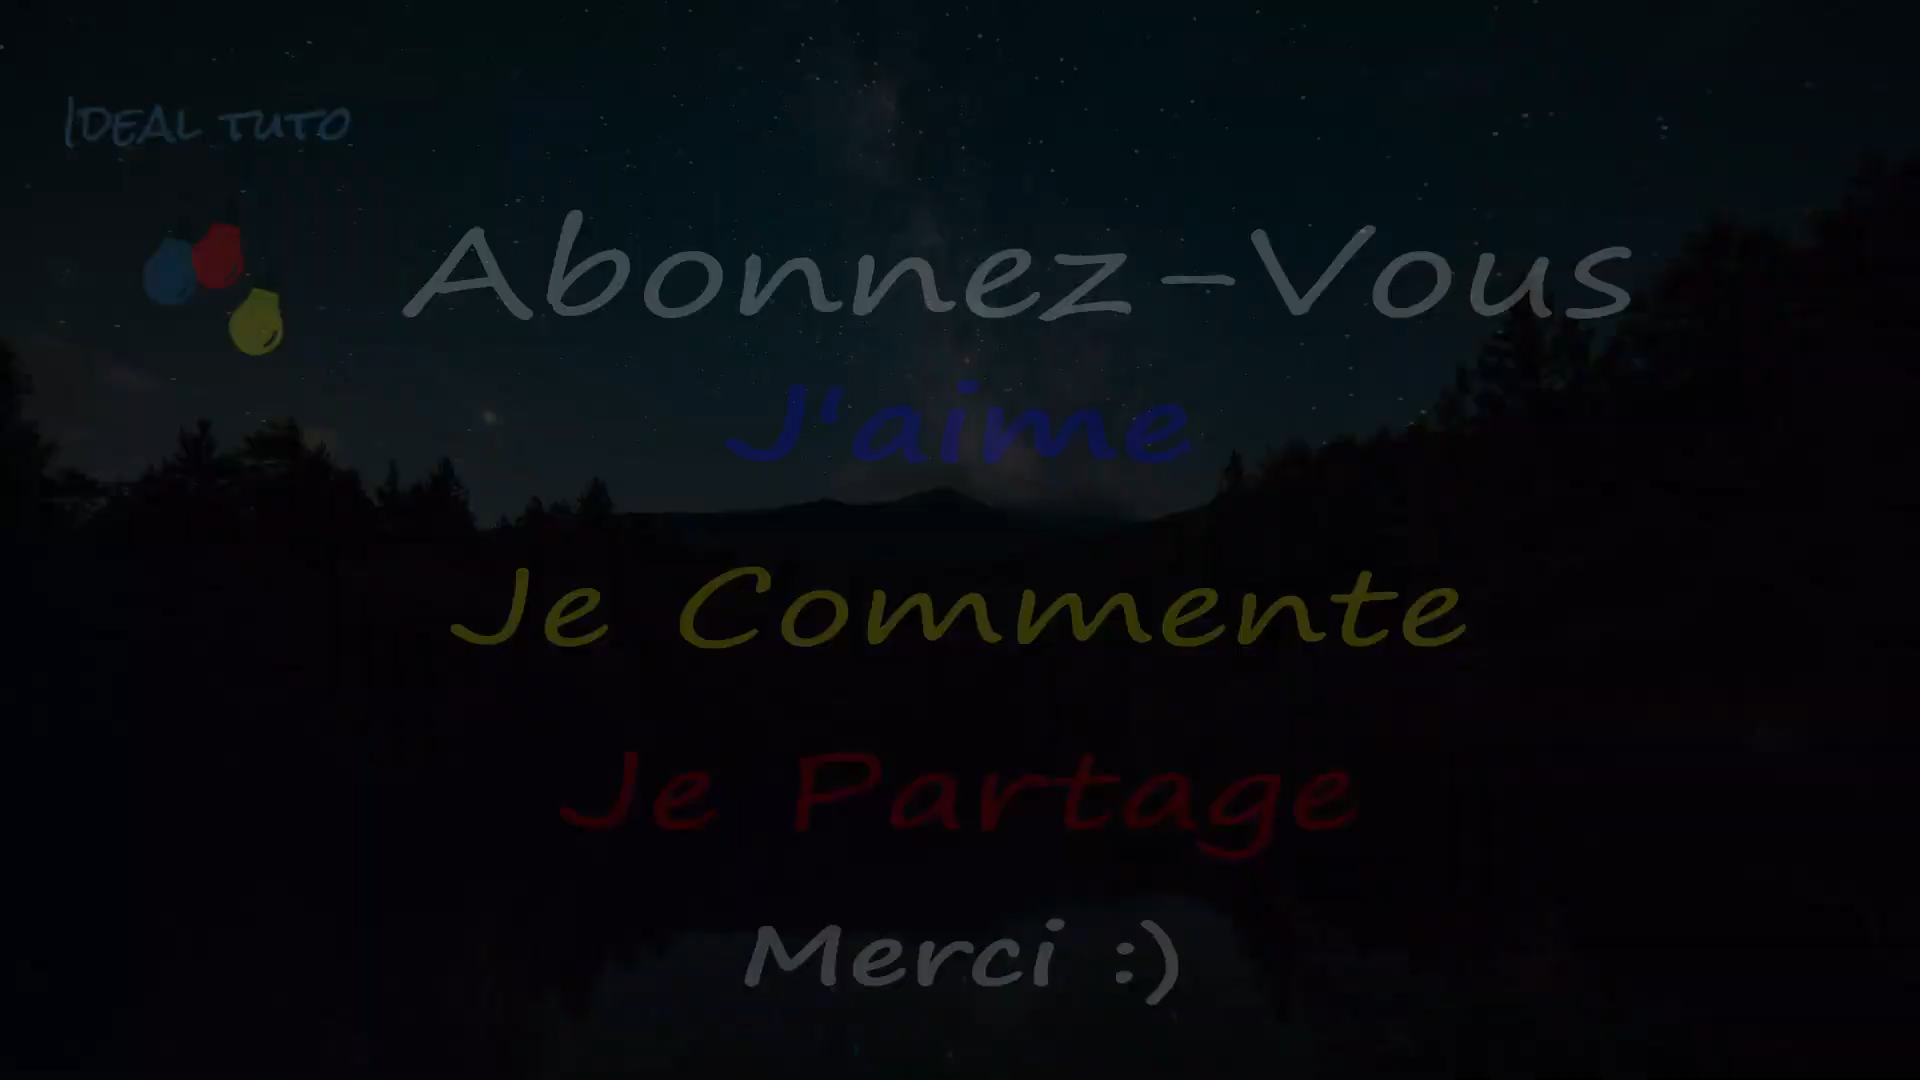 IDEAL TUTO
Abonnez-Vous
J'aime
Je Commente
Je Partage
Merci :)